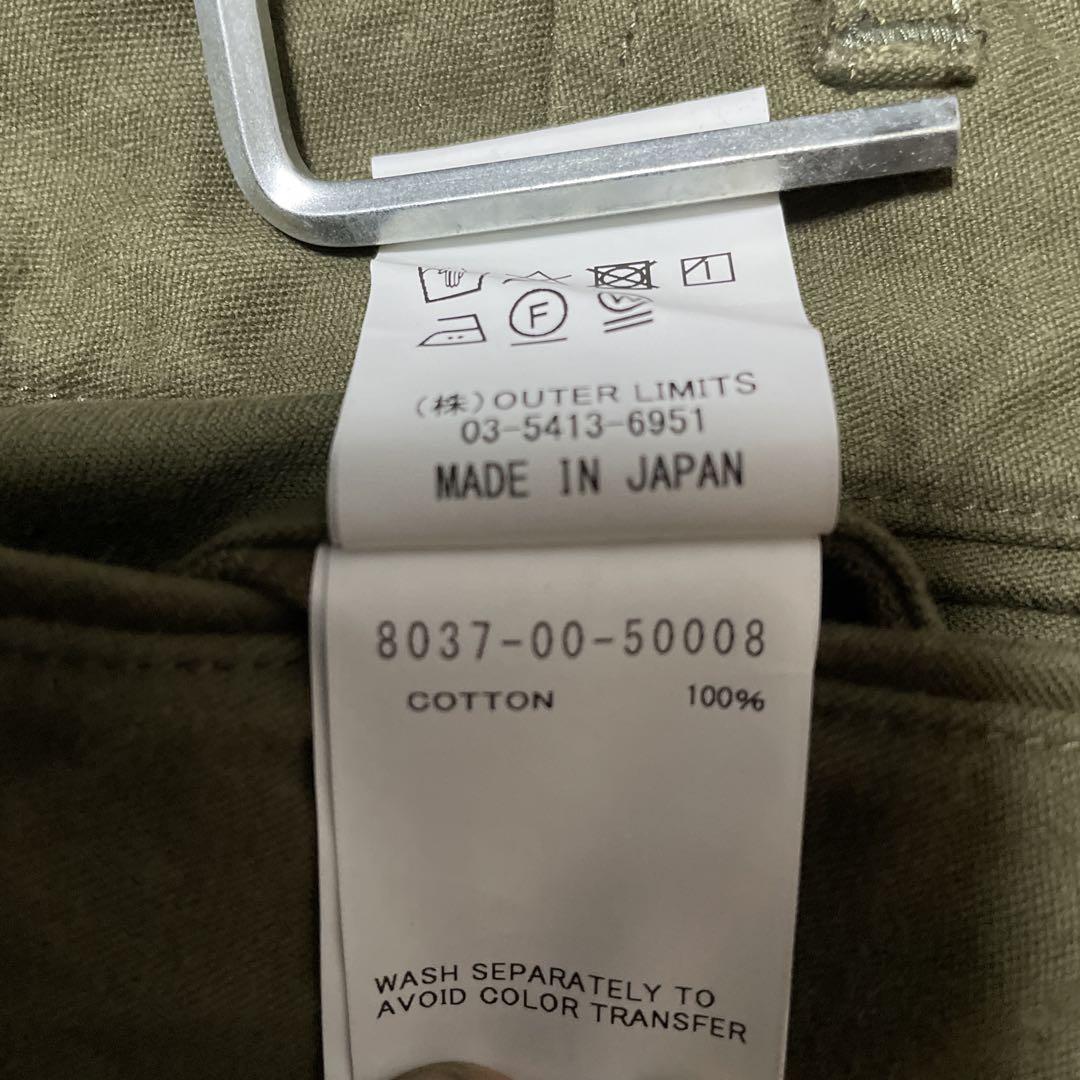 F
(株)OUTER LIMITS
03-5413-6951
MADE IN JAPAN
8037-00-50008
COTTON 100%
WASH SEPARATELY TO
AVOID COLOR TRANSFER